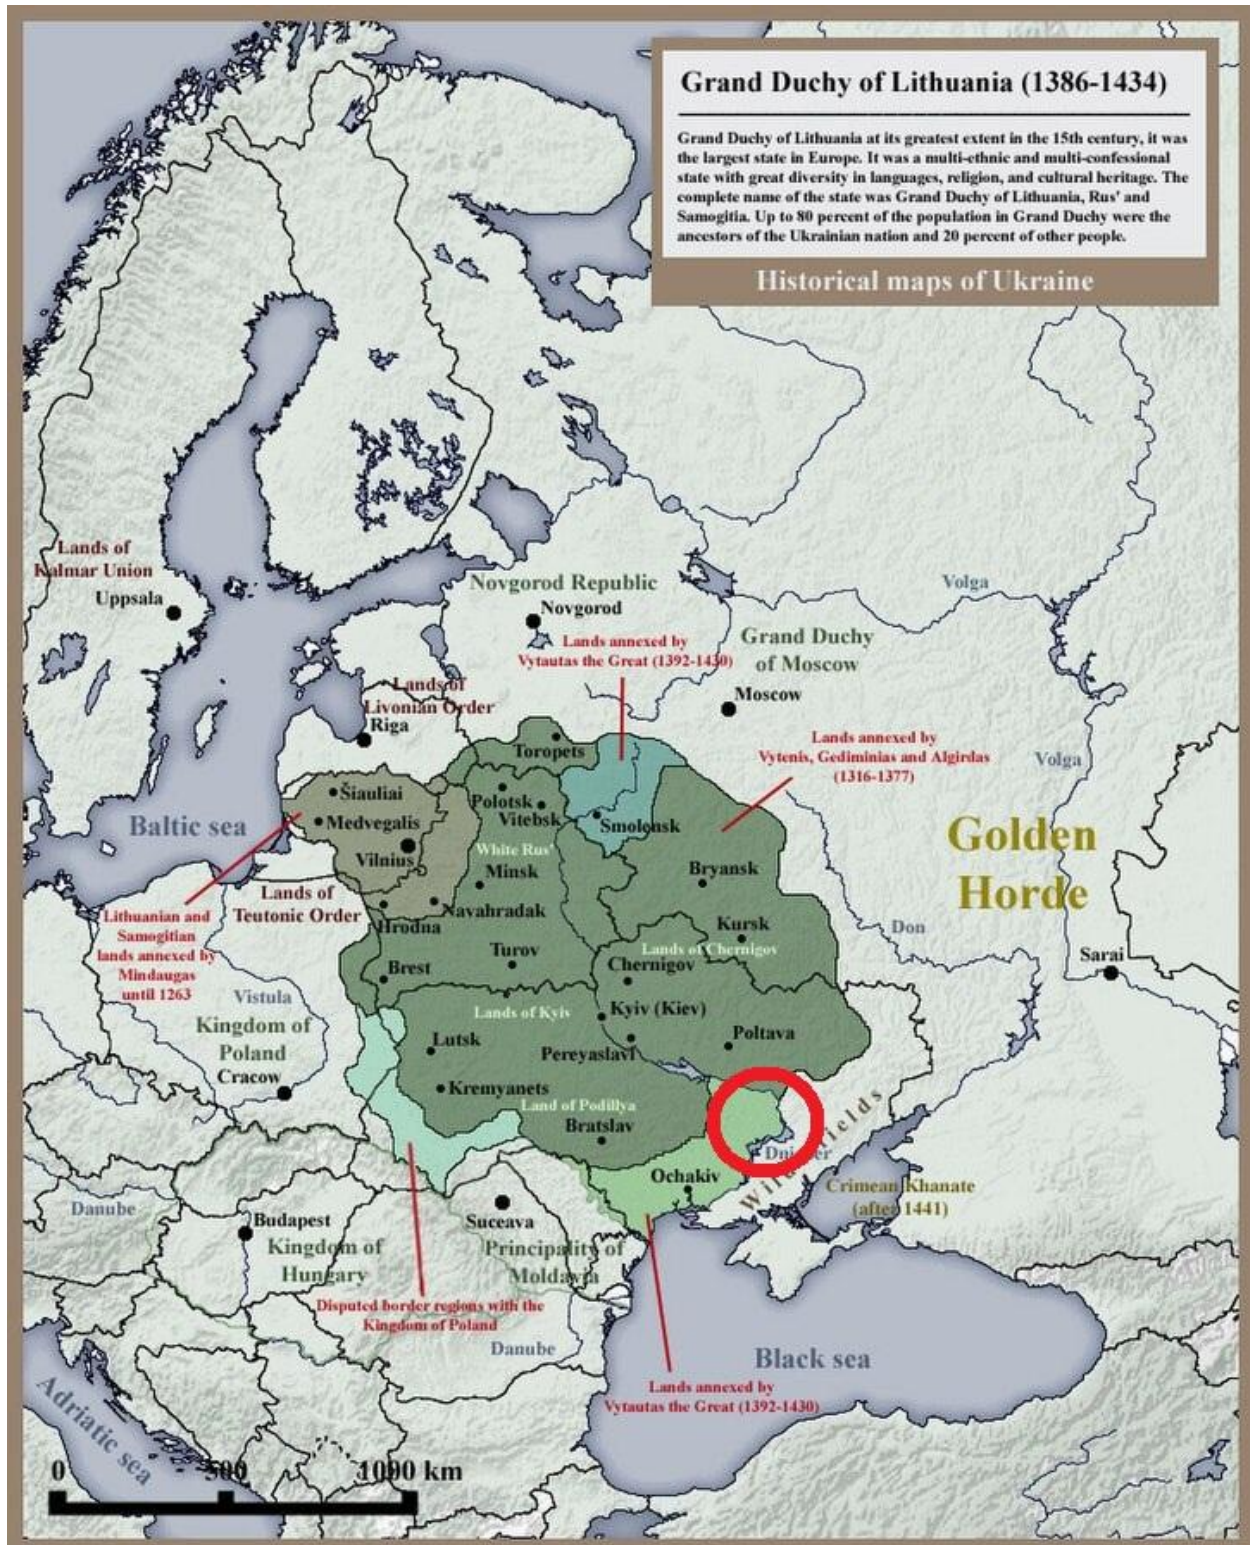 Grand Duchy of Lithuania (1386-1434)
Grand Duchy of Lithuania at its greatest extent in the 15th century, it was
the largest state in Europe. It was a multi-ethnic and multi-confessional
state with great diversity in languages, religion, and cultural heritage. The
complete name of the state was Grand Duchy of Lithuania, Rus' and
Samogitia. Up to 80 percent of the population in Grand Duchy were the
ancestors of the Ukrainian nation and 20 percent of other people.
Historical maps of Ukraine
Lands of
Kalmar Union
Uppsala
Novgorod Republic
Novgorod
Volga
Lands annexed by
Vytautas the Great (1392-1430)
Grand Duchy
of Moscow
Moscow
Lands of
Livonian Order
Riga
Toropets
Lands annexed by
Vytenis, Gediminias and Algirdas
(1316-1377)
Volga
Šiauliai
Medvegalis
Vilnius
Polotsk
Vitebsk
Smolensk
Baltic sea
White Rus'
Minsk
Bryansk
Golden
Horde
Lands of
Teutonic Order
Hrodna
Navahradak
Kursk
Don
Lithuanian and
Samogitian
lands annexed by
Mindaugas
until 1263
Turov
Lands of Chernigov
Chernigov
Sarai
Brest
Vistula
Kingdom of
Poland
Cracow
Lands of Kyiv
Kyiv (Kiev)
Lutsk
Pereyaslavl
Poltava
Kremyanets
Land of Podillya
Bratslav
Dnieper
Wild Fields
Ochakiv
Crimean Khanate
(after 1441)
Danube
Budapest
Kingdom of
Hungary
Suceava
Principality of
Moldavia
Disputed border regions with the
Kingdom of Poland
Danube
Black sea
Lands annexed by
Vytautas the Great (1392-1430)
Adriatic sea
0 500 1000 km